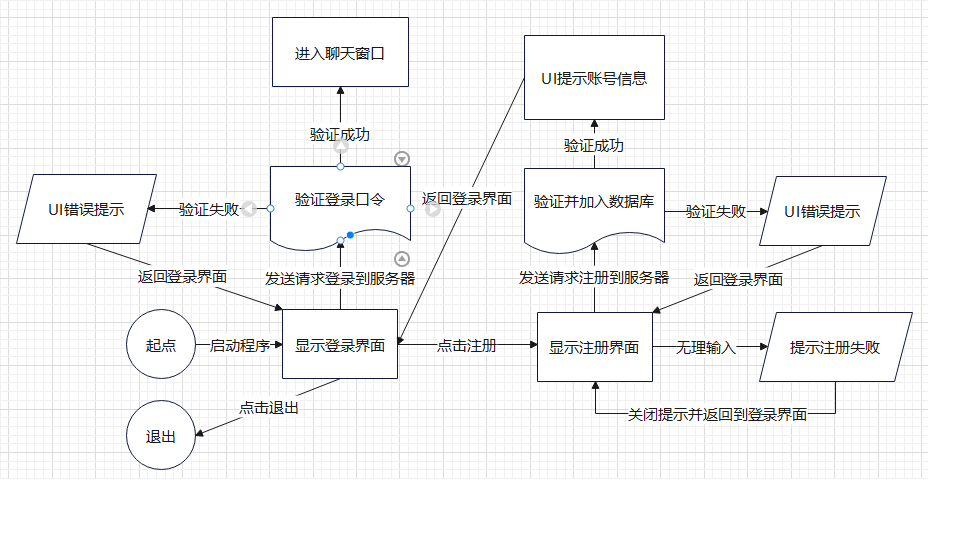 进入聊天窗口
UI提示账号信息
验证成功
验证成功
验证登录口令
返回登录界面
验证并加入数据库
UI错误提示
验证失败
验证失败
UI错误提示
返回登录界面
发送请求登录到服务器
发送请求注册到服务器
返回登录界面
起点
启动程序
显示登录界面
点击注册
显示注册界面
无理输入
提示注册失败
点击退出
关闭提示并返回到登录界面
退出